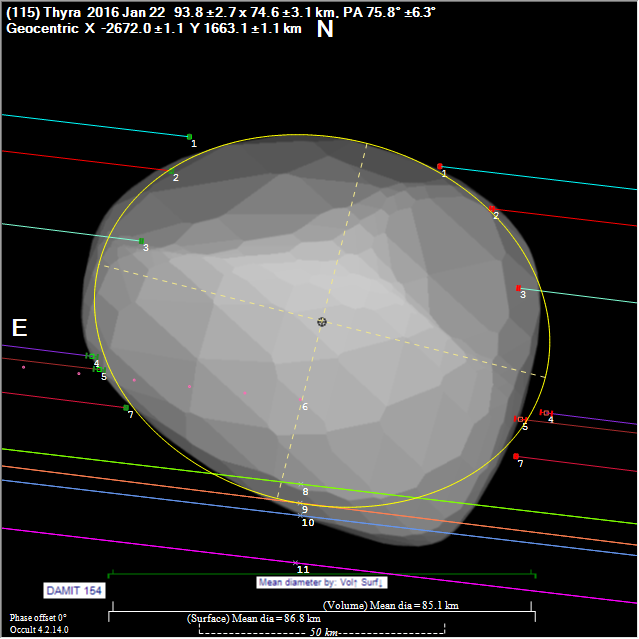 (115) Thyra 2016 Jan 22 93.8 ±2.7 x 74.6 ±3.1 km, PA 75.8° ±6.3°
Geocentric X -2672.0 ±1.1 Y 1663.1 ±1.1 km
N
1
1
2
2
3
3
E
4
5
4
5
6
7
7
8
9
10
11
Mean diameter by: Vol↑ Surf↓
DAMIT 154
(Volume) Mean dia = 85.1 km
Phase offset 0°
(Surface) Mean dia = 86.8 km
Occult 4.2.14.0
50 km